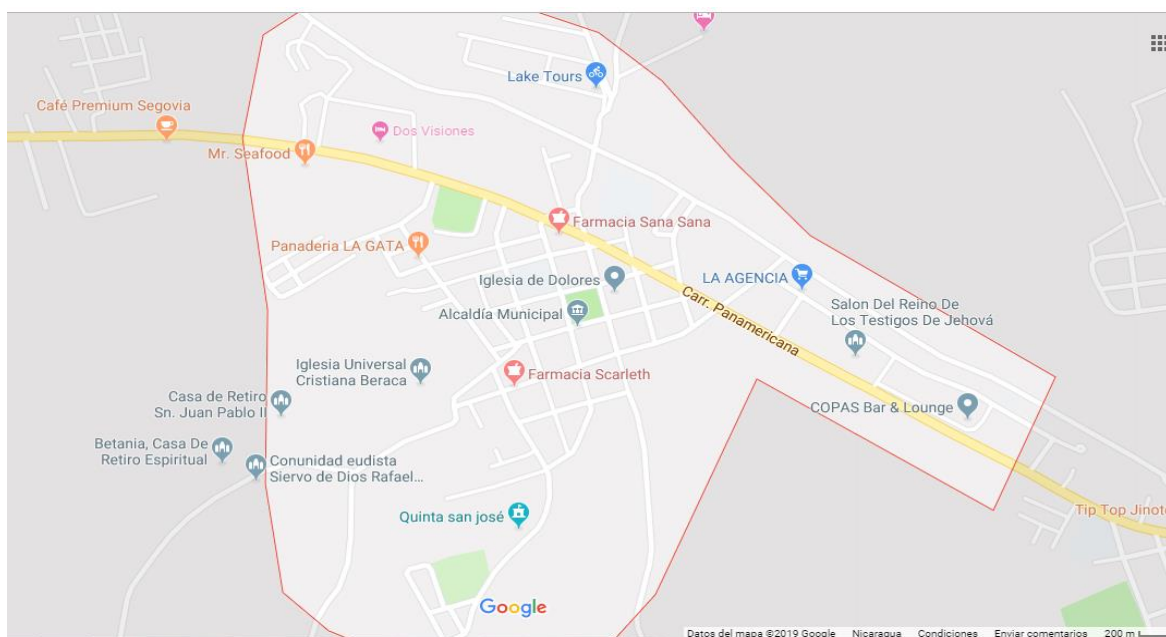 Lake Tours
Café Premium Segovia
Dos Visiones
Mr. Seafood
Farmacia Sana Sana
Panaderia LA GATA
Iglesia de Dolores
LA AGENCIA
Carr. Panamericana
Alcaldía Municipal
Salon Del Reino De
Los Testigos De Jehová
Iglesia Universal
Cristiana Beraca
Farmacia Scarleth
Casa de Retiro
Sn. Juan Pablo II
COPAS Bar & Lounge
Betania, Casa De
Retiro Espiritual
Conunidad eudista
Siervo de Dios Rafael...
Quinta san josé
Tip Top Jinote
Google
Datos del mapa ©2019 Google Nicaragua Condiciones Enviar comentarios 200 m